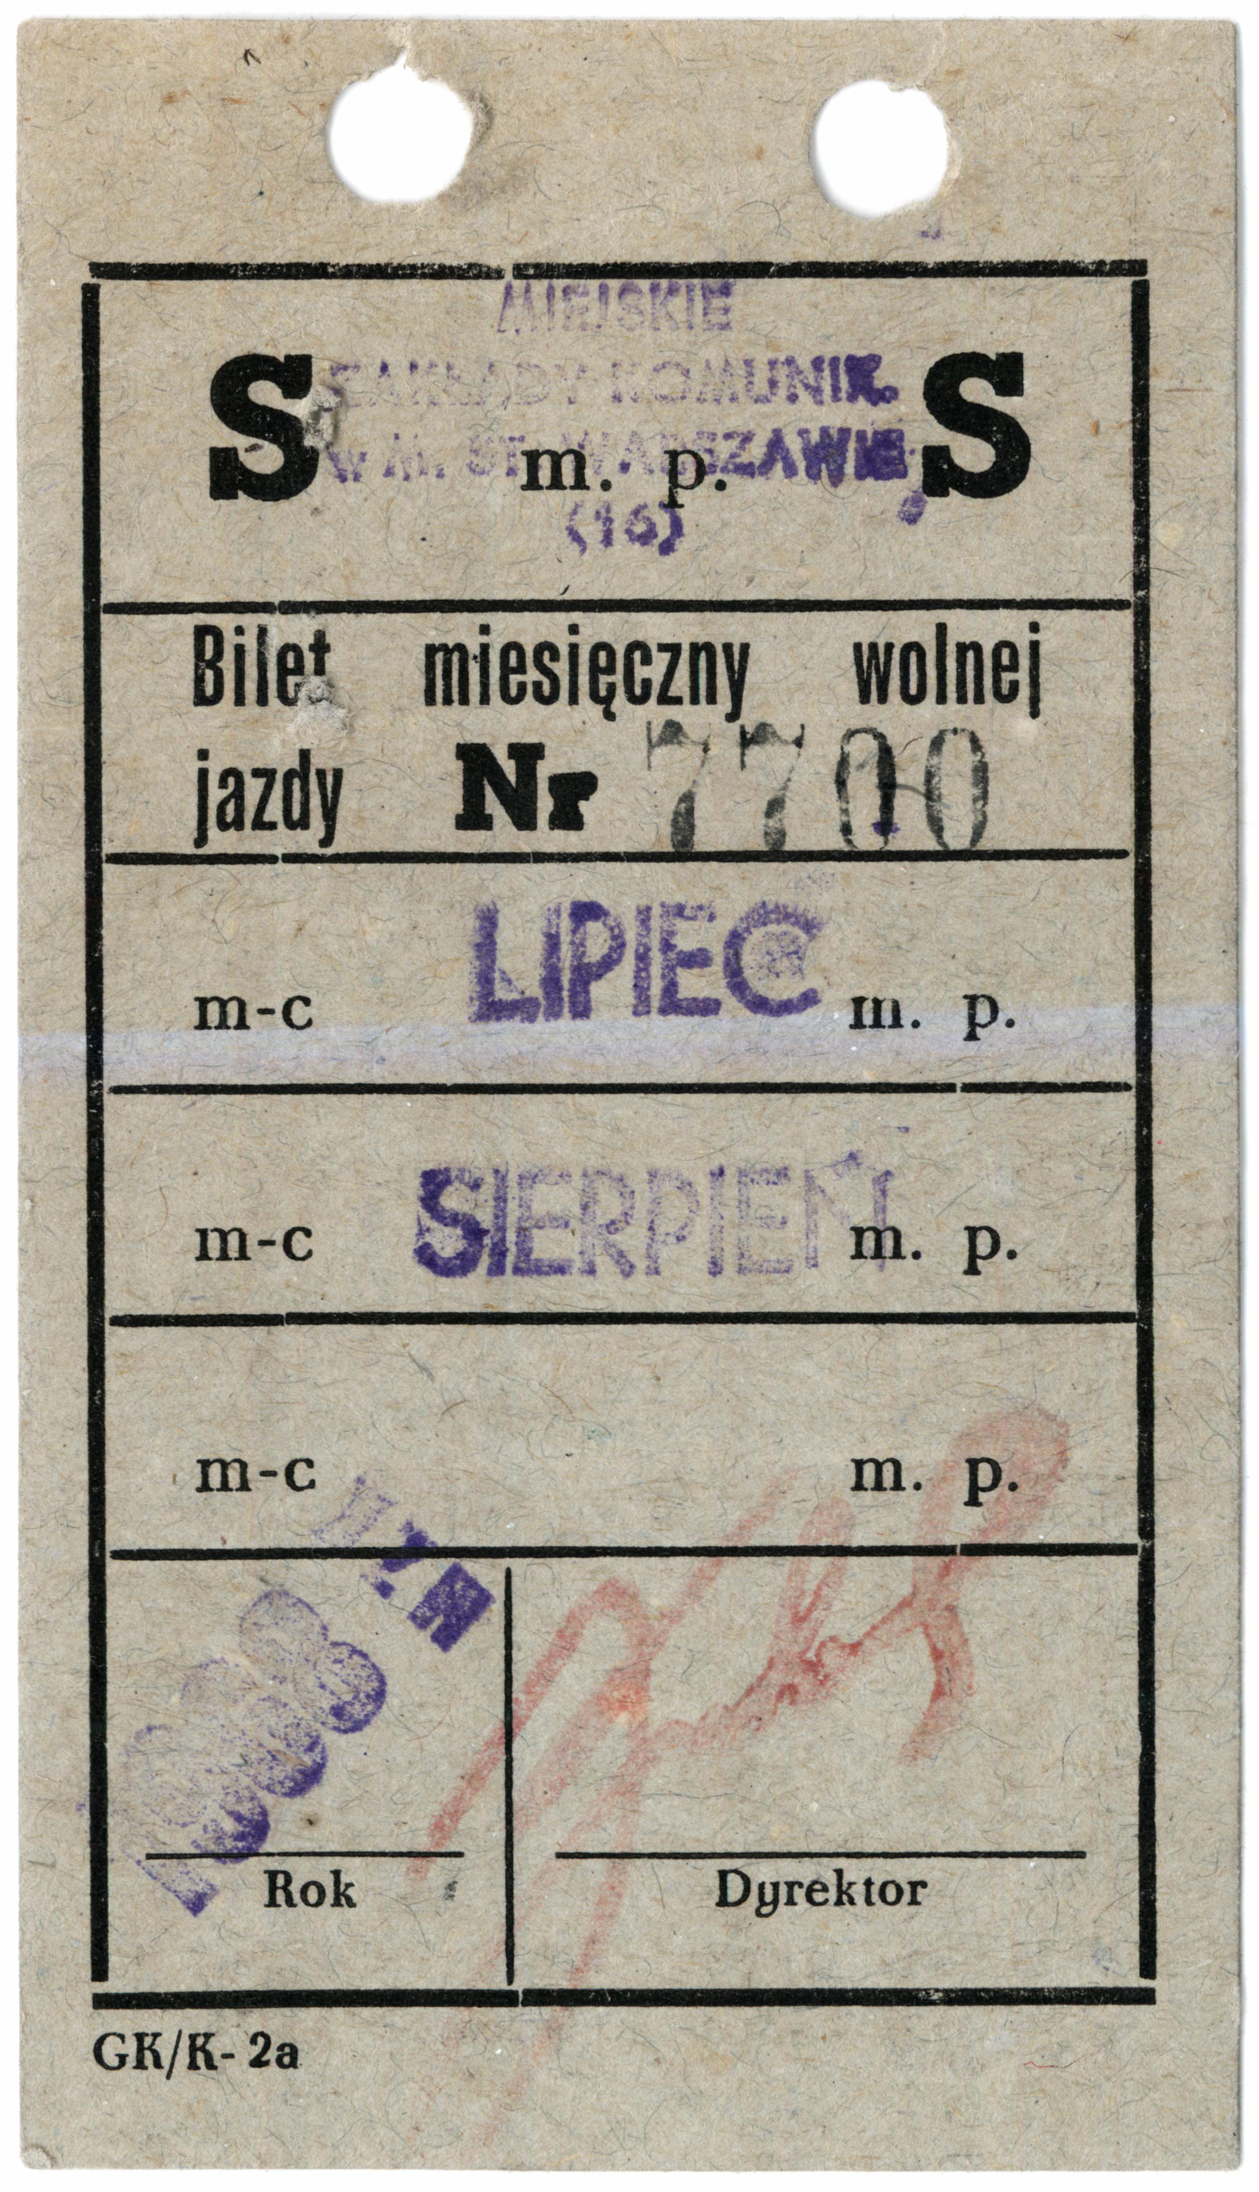 MIEJSKIE
ZAKŁADY KOMUNIK.
S w M. ST. WARSZAWIE S
m. p.
(16)
Bilet miesięczny wolnej
jazdy Nr 7700
m-c LIPIEC m. p.
m-c SIERPIEŃ m. p.
m-c m. p.
Rok Dyrektor
GK/K-2a